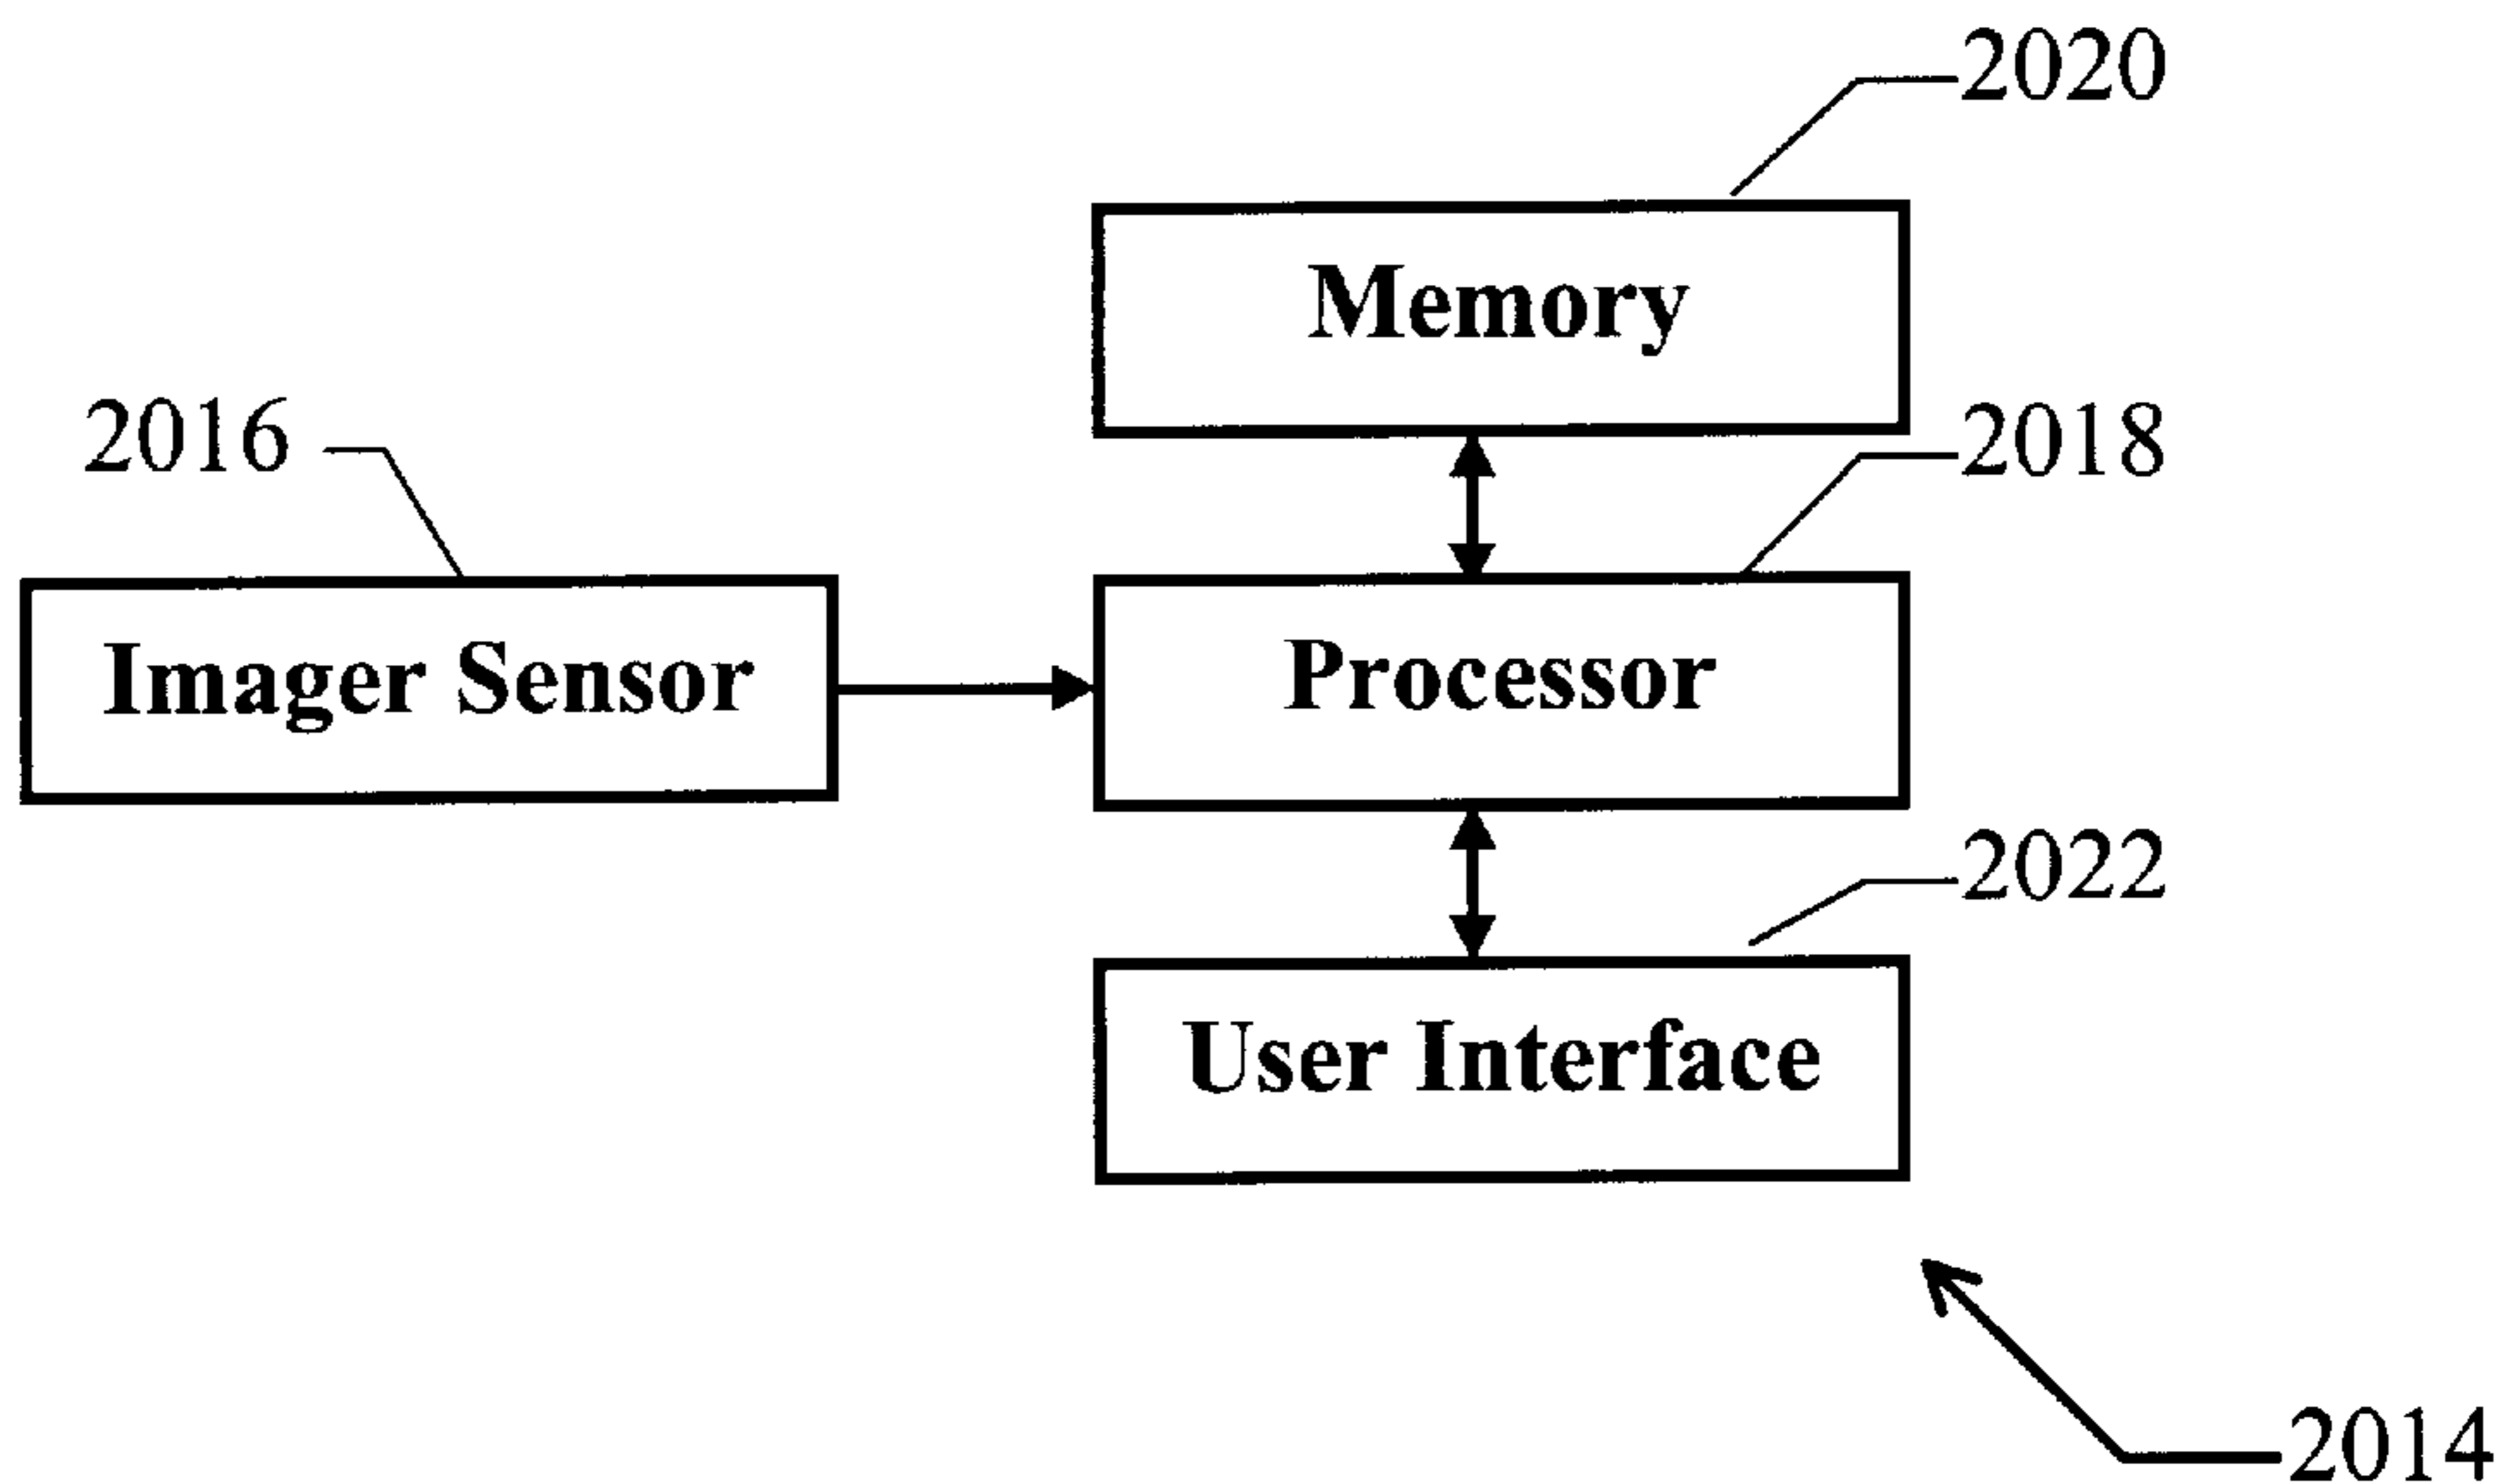 2020
Memory
2016
2018
Imager Sensor
Processor
2022
User Interface
2014